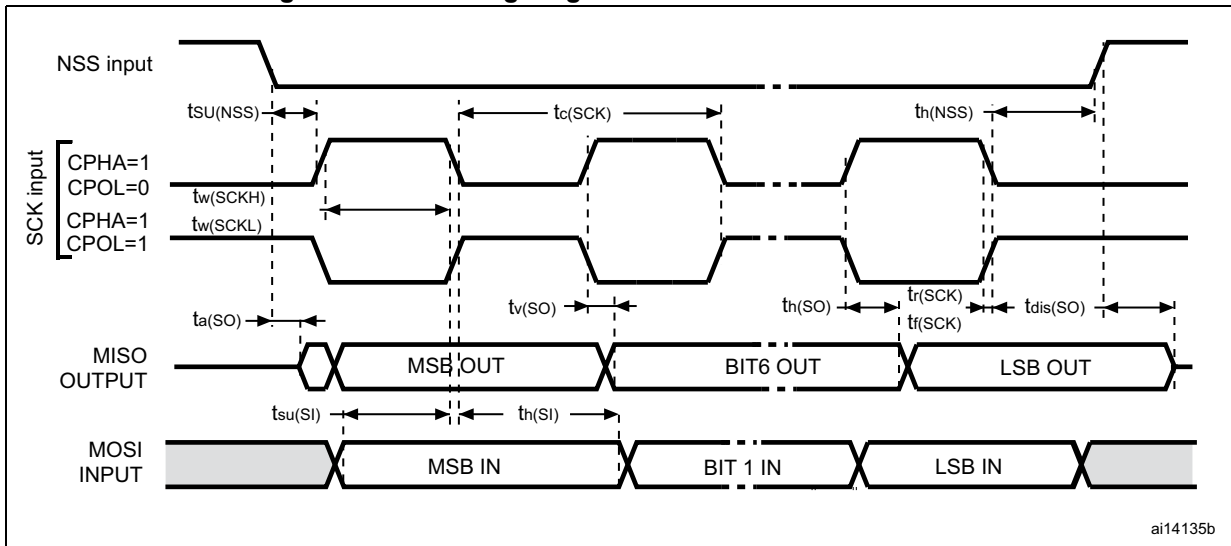 NSS input
tSU(NSS)
tc(SCK)
th(NSS)
SCK input
CPHA=1
CPOL=0
tw(SCKH)
CPHA=1
tw(SCKL)
CPOL=1
ta(SO)
tv(SO)
th(SO)
tr(SCK)
tf(SCK)
tdis(SO)
MISO
OUTPUT
MSB OUT
BIT6 OUT
LSB OUT
tsu(SI)
th(SI)
MOSI
INPUT
MSB IN
BIT 1 IN
LSB IN
ai14135b